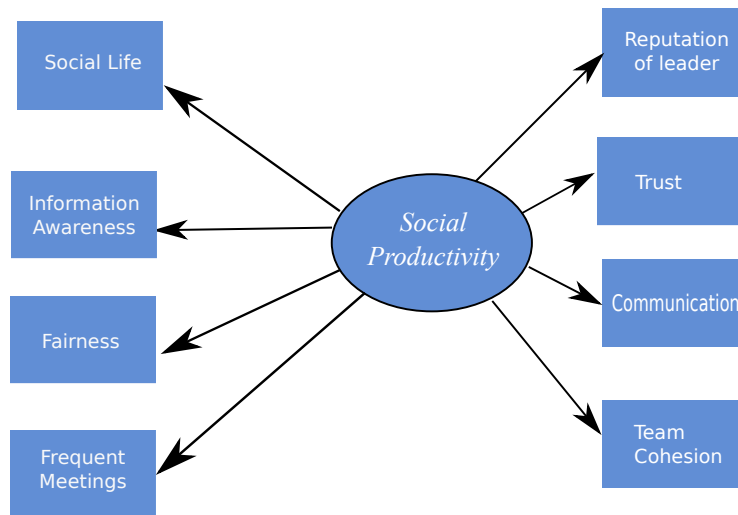 Social Life
Information
Awareness
Fairness
Frequent
Meetings
Social
Productivity
Reputation
of leader
Trust
Communication
Team
Cohesion